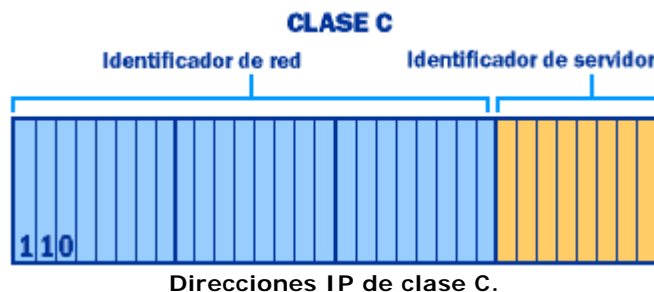 CLASE C
Identificador de red
Identificador de servidor
110
Direcciones IP de clase C.